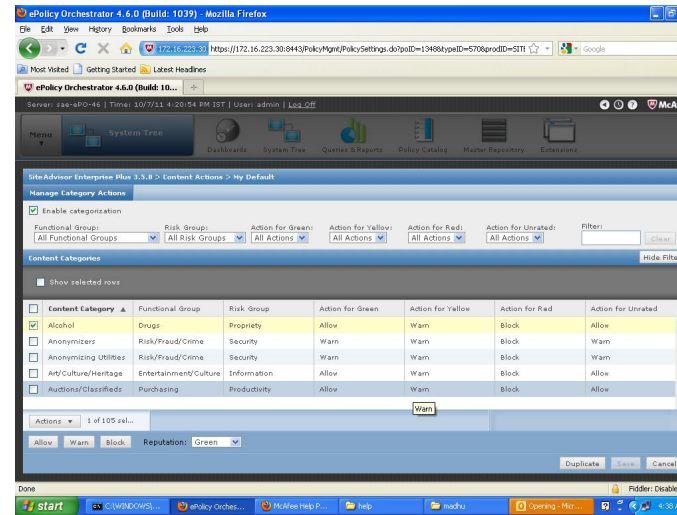 ePolicy Orchestrator 4.6.0 (Build: 1039) - Mozilla Firefox
File Edit View History Bookmarks Tools Help
172.16.223.30 https://172.16.223.30:8443/PolicyMgmt/PolicySettings.do?polD=1348&typeID=570&prodID=SITE Google
Most Visited Getting Started Latest Headlines
ePolicy Orchestrator 4.6.0 (Build: 10...
Server: sae-ePO-46 | Time: 10/7/11 4:20:54 PM IST | User: admin | Log Off McA
Menu System Tree Dashboards System Tree Queries & Reports Policy Catalog Master Repository Extensions
SiteAdvisor Enterprise Plus 3.5.0 > Content Actions > My Default
Manage Category Actions
Enable categorization
Functional Group: Risk Group: Action for Green: Action for Yellow: Action for Red: Action for Unrated: Filter:
All Functional Groups All Risk Groups All Actions All Actions All Actions All Actions Clear
Content Categories Hide Filte
Show selected rows
Content Category Functional Group Risk Group Action for Green Action for Yellow Action for Red Action for Unrated
Alcohol Drugs Propriety Allow Warn Block Allow
Anonymizers Risk/Fraud/Crime Security Warn Warn Block Warn
Anonymizing Utilities Risk/Fraud/Crime Security Warn Warn Block Warn
Art/Culture/Heritage Entertainment/Culture Information Allow Warn Block Allow
Auctions/Classifieds Purchasing Productivity Allow Warn Block Allow
Warn
Actions 1 of 105 sel...
Allow Warn Block Reputation: Green
Duplicate Save Cancel
Done Fiddler: Disable
start C:\WINDOWS\... ePolicy Orches... McAfee Help P... help madhu Opening - Micr... 4:38